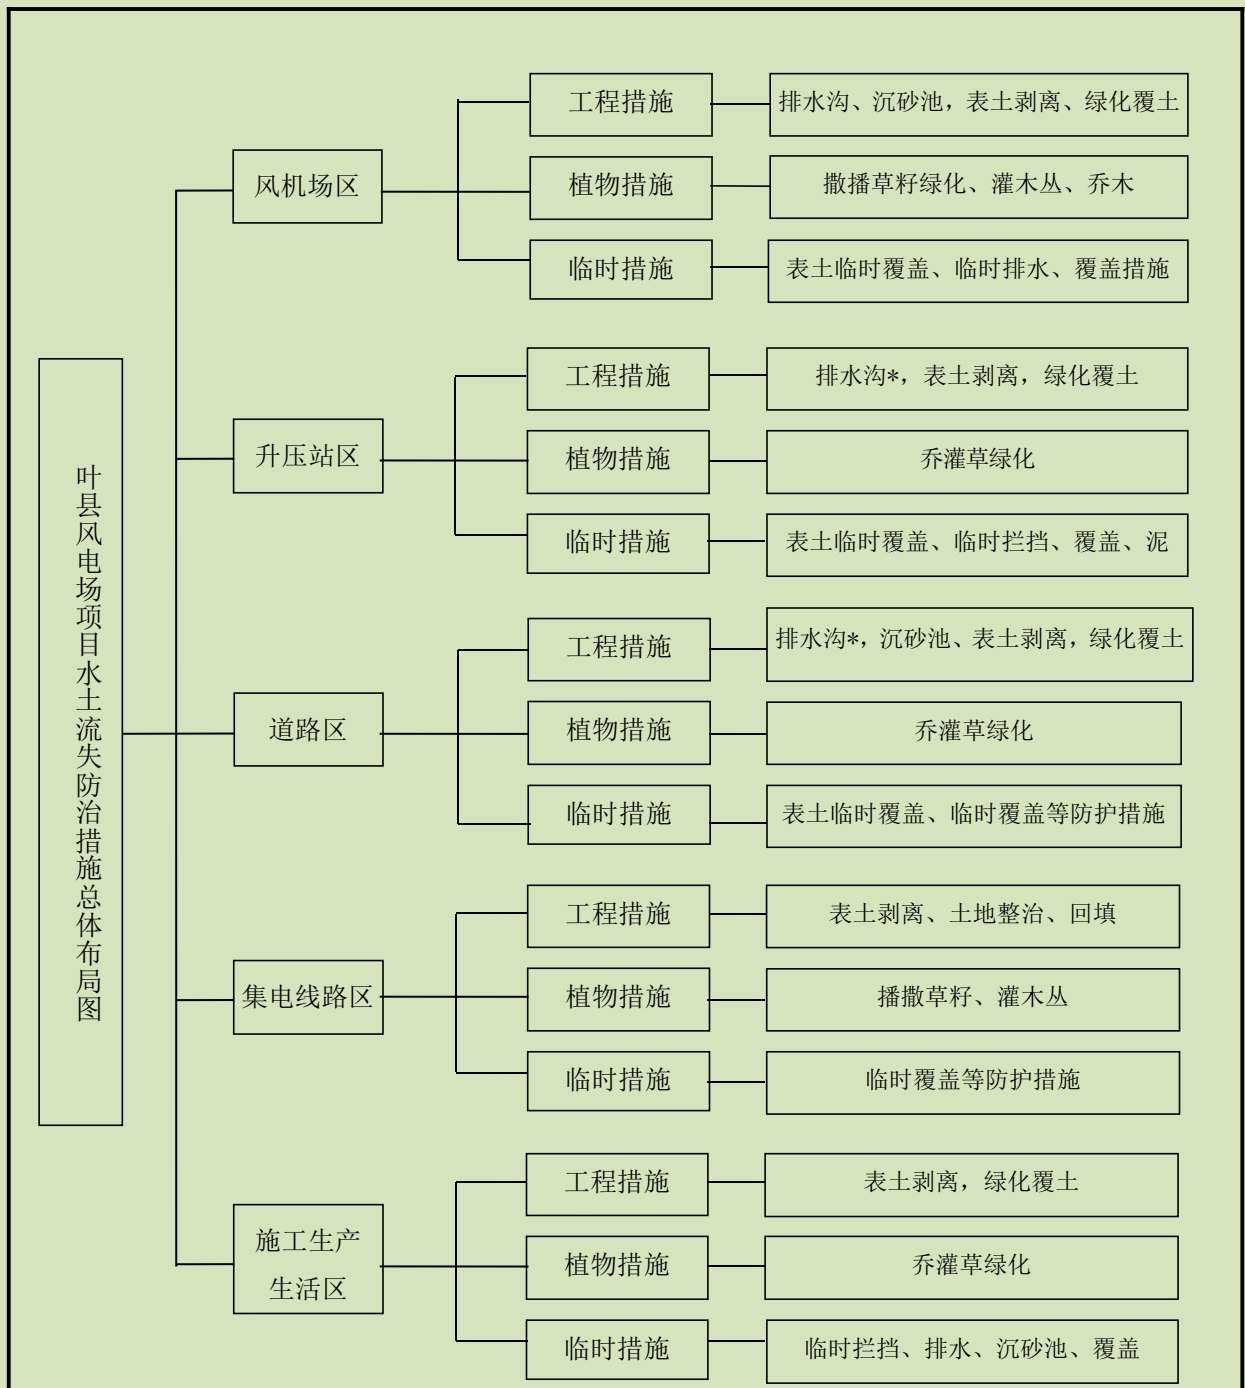 叶县风电场项目水土流失防治措施总体布局图
风机场区
工程措施
排水沟、沉砂池，表土剥离、绿化覆土
植物措施
撒播草籽绿化、灌木丛、乔木
临时措施
表土临时覆盖、临时排水、覆盖措施
升压站区
工程措施
排水沟*，表土剥离，绿化覆土
植物措施
乔灌草绿化
临时措施
表土临时覆盖、临时拦挡、覆盖、泥
道路区
工程措施
排水沟*，沉砂池、表土剥离，绿化覆土
植物措施
乔灌草绿化
临时措施
表土临时覆盖、临时覆盖等防护措施
集电线路区
工程措施
表土剥离、土地整治、回填
植物措施
播撒草籽、灌木丛
临时措施
临时覆盖等防护措施
施工生产
生活区
工程措施
表土剥离，绿化覆土
植物措施
乔灌草绿化
临时措施
临时拦挡、排水、沉砂池、覆盖